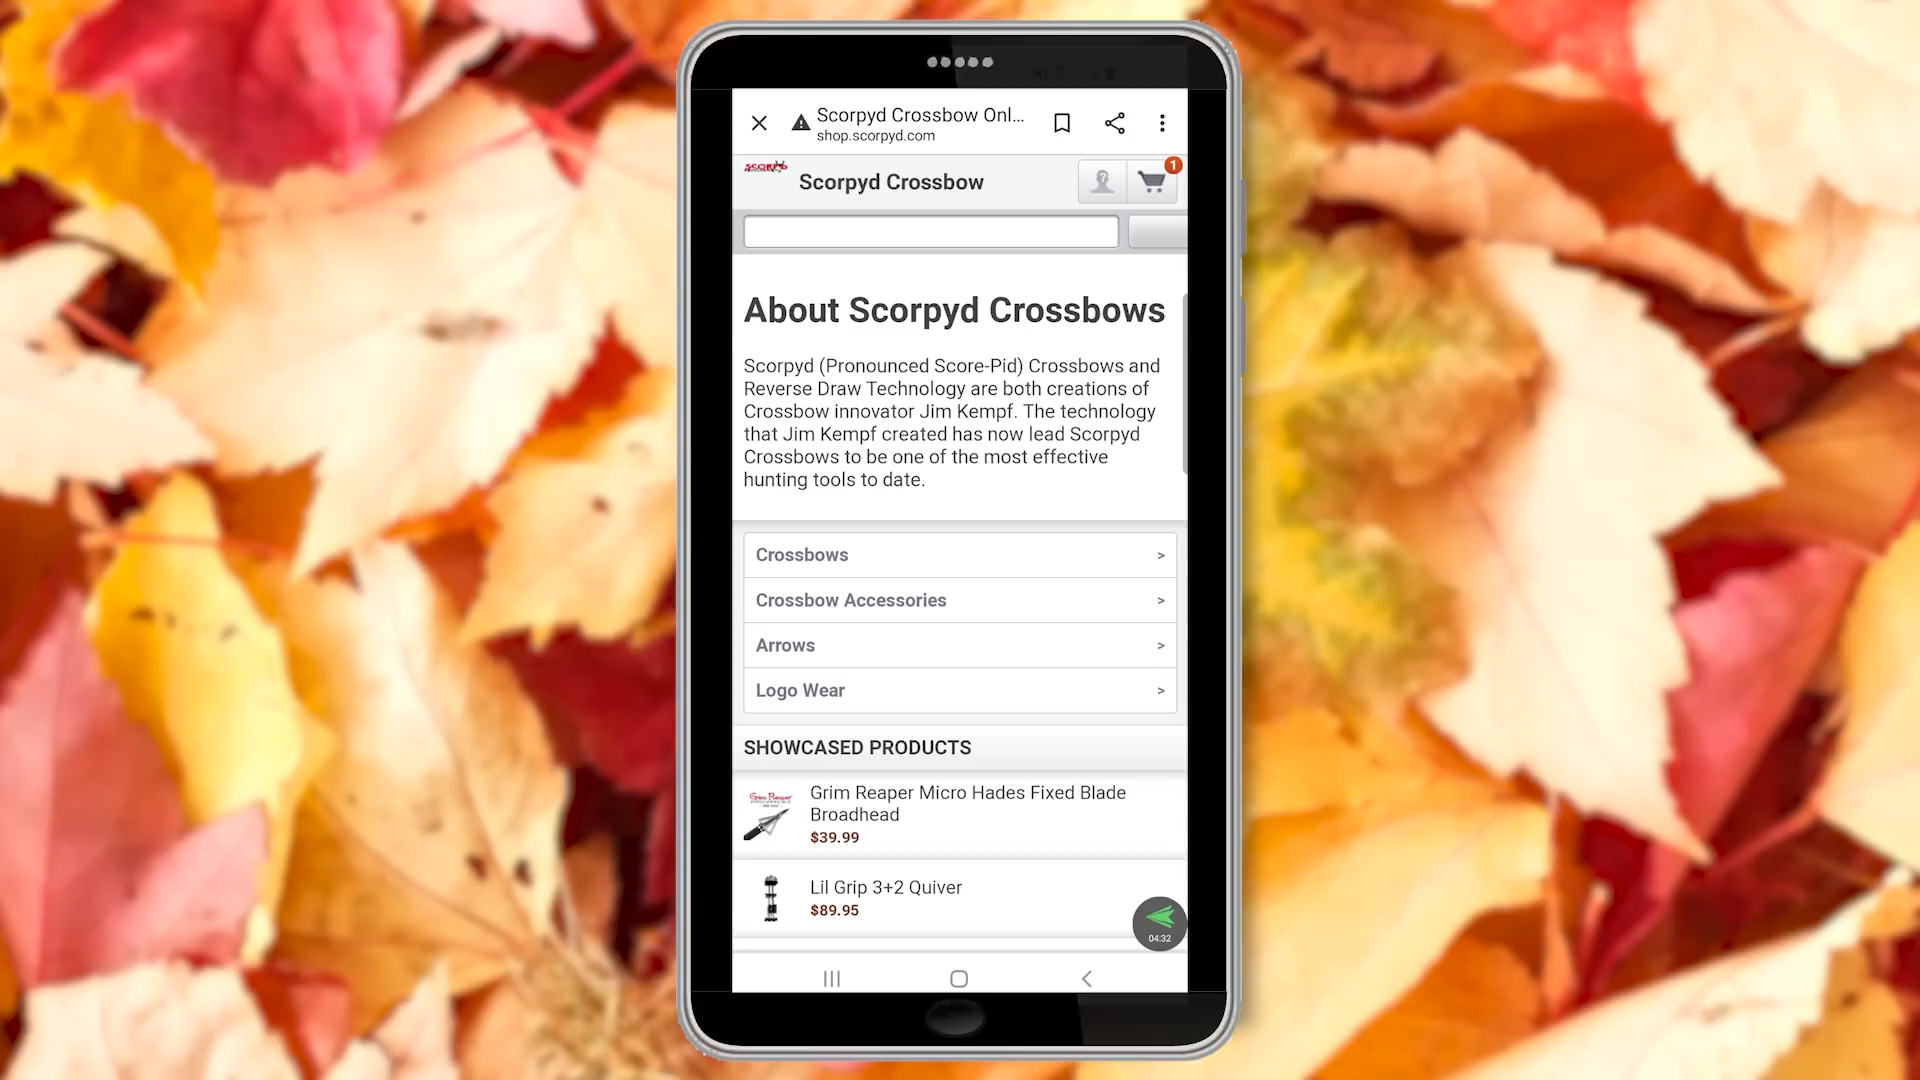 Scorpyd Crossbow Onl...
shop.scorpyd.com
SCORPYD
Scorpyd Crossbow
1
About Scorpyd Crossbows
Scorpyd (Pronounced Score-Pid) Crossbows and
Reverse Draw Technology are both creations of
Crossbow innovator Jim Kempf. The technology
that Jim Kempf created has now lead Scorpyd
Crossbows to be one of the most effective
hunting tools to date.
Crossbows >
Crossbow Accessories >
Arrows >
Logo Wear >
SHOWCASED PRODUCTS
Grim Reaper
Grim Reaper Micro Hades Fixed Blade
Broadhead
$39.99
Lil Grip 3+2 Quiver
$89.95
04:32